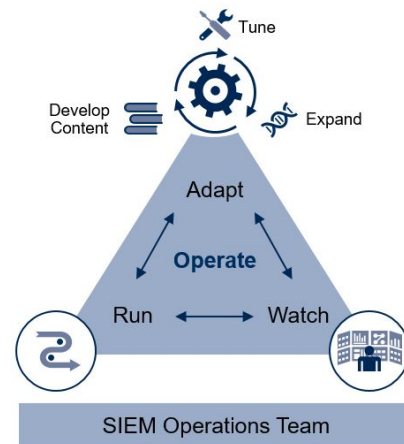 Tune
Develop
Content
Expand
Adapt
Operate
Run
Watch
SIEM Operations Team